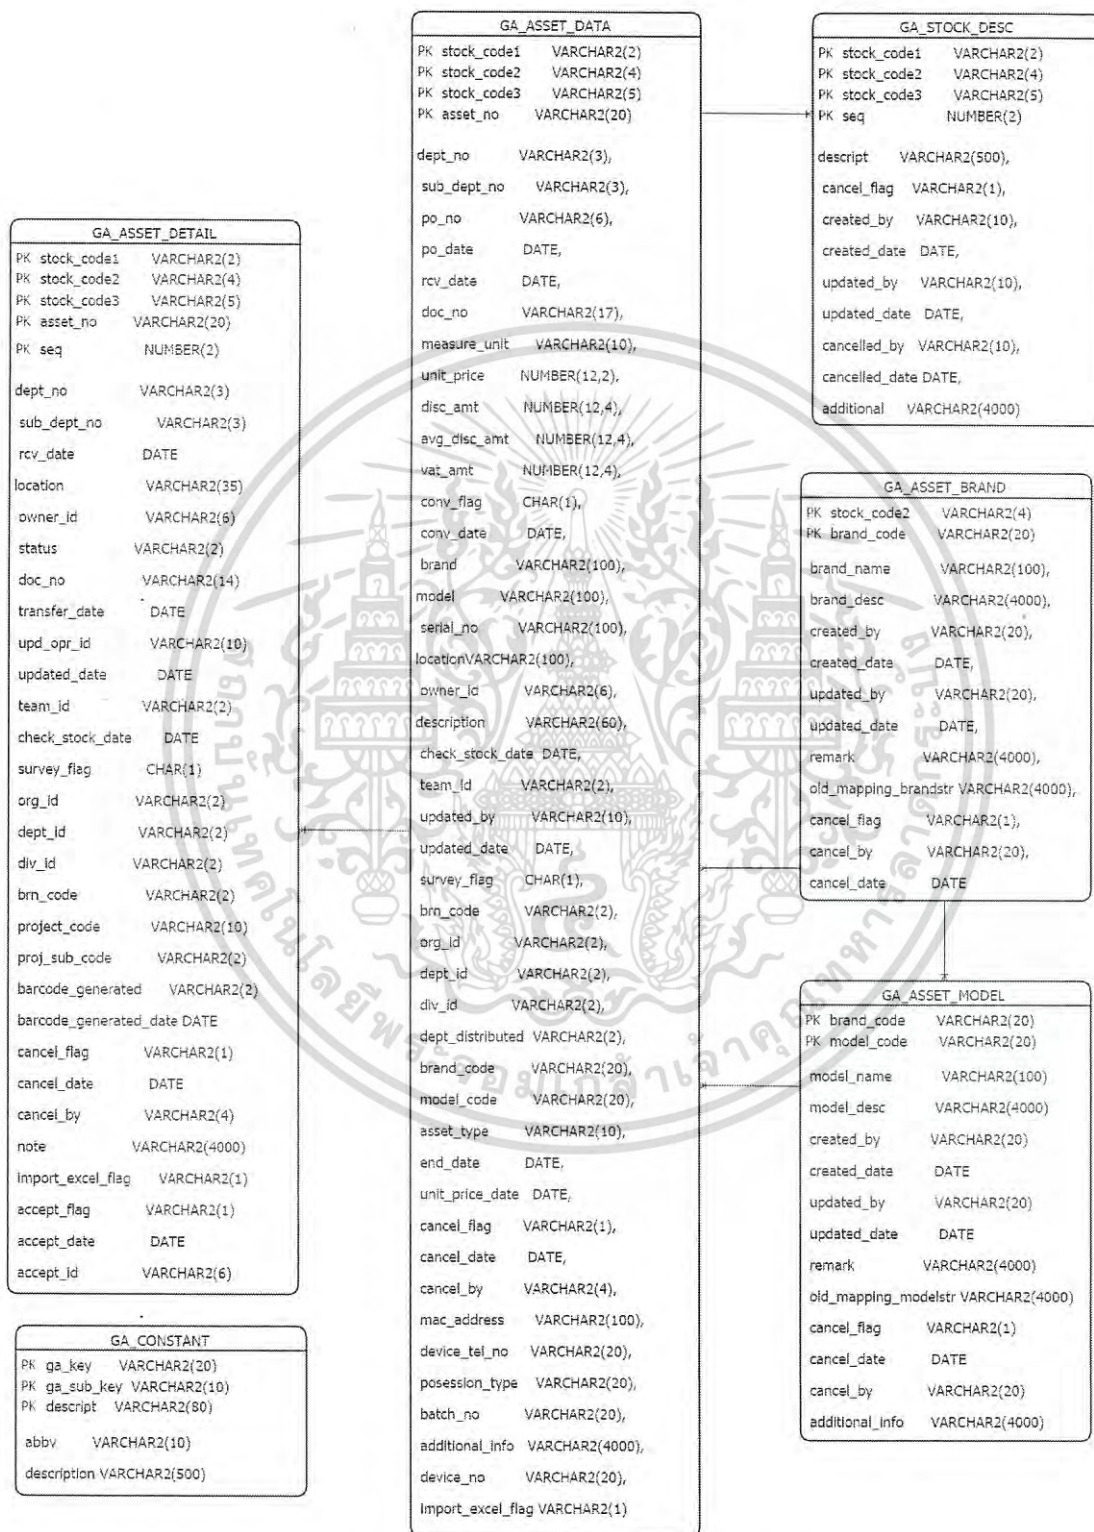 GA_ASSET_DETAIL
PK stock_code1 VARCHAR2(2)
PK stock_code2 VARCHAR2(4)
PK stock_code3 VARCHAR2(5)
PK asset_no VARCHAR2(20)
PK seq NUMBER(2)
dept_no VARCHAR2(3)
sub_dept_no VARCHAR2(3)
rcv_date DATE
location VARCHAR2(35)
owner_id VARCHAR2(6)
status VARCHAR2(2)
doc_no VARCHAR2(14)
transfer_date DATE
upd_opr_id VARCHAR2(10)
updated_date DATE
team_id VARCHAR2(2)
check_stock_date DATE
survey_flag CHAR(1)
org_id VARCHAR2(2)
dept_id VARCHAR2(2)
div_id VARCHAR2(2)
brn_code VARCHAR2(2)
project_code VARCHAR2(10)
proj_sub_code VARCHAR2(2)
barcode_generated VARCHAR2(2)
barcode_generated_date DATE
cancel_flag VARCHAR2(1)
cancel_date DATE
cancel_by VARCHAR2(4)
note VARCHAR2(4000)
import_excel_flag VARCHAR2(1)
accept_flag VARCHAR2(1)
accept_date DATE
accept_id VARCHAR2(6)
GA_CONSTANT
PK ga_key VARCHAR2(20)
PK ga_sub_key VARCHAR2(10)
PK descript VARCHAR2(80)
abbv VARCHAR2(10)
description VARCHAR2(500)
GA_ASSET_DATA
PK stock_code1 VARCHAR2(2)
PK stock_code2 VARCHAR2(4)
PK stock_code3 VARCHAR2(5)
PK asset_no VARCHAR2(20)
dept_no VARCHAR2(3),
sub_dept_no VARCHAR2(3),
po_no VARCHAR2(6),
po_date DATE,
rcv_date DATE,
doc_no VARCHAR2(17),
measure_unit VARCHAR2(10),
unit_price NUMBER(12,2),
disc_amt NUMBER(12,4),
avg_disc_amt NUMBER(12,4),
vat_amt NUMBER(12,4),
conv_flag CHAR(1),
conv_date DATE,
brand VARCHAR2(100),
model VARCHAR2(100),
serial_no VARCHAR2(100),
locationVARCHAR2(100),
owner_id VARCHAR2(6),
description VARCHAR2(60),
check_stock_date DATE,
team_id VARCHAR2(2),
updated_by VARCHAR2(10),
updated_date DATE,
survey_flag CHAR(1),
brn_code VARCHAR2(2),
org_id VARCHAR2(2),
dept_id VARCHAR2(2),
div_id VARCHAR2(2),
dept_distributed VARCHAR2(2),
brand_code VARCHAR2(20),
model_code VARCHAR2(20),
asset_type VARCHAR2(10),
end_date DATE,
unit_price_date DATE,
cancel_flag VARCHAR2(1),
cancel_date DATE,
cancel_by VARCHAR2(4),
mac_address VARCHAR2(100),
device_tel_no VARCHAR2(20),
posession_type VARCHAR2(20),
batch_no VARCHAR2(20),
additional_info VARCHAR2(4000),
device_no VARCHAR2(20),
import_excel_flag VARCHAR2(1)
GA_STOCK_DESC
PK stock_code1 VARCHAR2(2)
PK stock_code2 VARCHAR2(4)
PK stock_code3 VARCHAR2(5)
PK seq NUMBER(2)
descript VARCHAR2(500),
cancel_flag VARCHAR2(1),
created_by VARCHAR2(10),
created_date DATE,
updated_by VARCHAR2(10),
updated_date DATE,
cancelled_by VARCHAR2(10),
cancelled_date DATE,
additional VARCHAR2(4000)
GA_ASSET_BRAND
PK stock_code2 VARCHAR2(4)
PK brand_code VARCHAR2(20)
brand_name VARCHAR2(100),
brand_desc VARCHAR2(4000),
created_by VARCHAR2(20),
created_date DATE,
updated_by VARCHAR2(20),
updated_date DATE,
remark VARCHAR2(4000),
old_mapping_brandstr VARCHAR2(4000),
cancel_flag VARCHAR2(1),
cancel_by VARCHAR2(20),
cancel_date DATE
GA_ASSET_MODEL
PK brand_code VARCHAR2(20)
PK model_code VARCHAR2(20)
model_name VARCHAR2(100)
model_desc VARCHAR2(4000)
created_by VARCHAR2(20)
created_date DATE
updated_by VARCHAR2(20)
updated_date DATE
remark VARCHAR2(4000)
old_mapping_modelstr VARCHAR2(4000)
cancel_flag VARCHAR2(1)
cancel_date DATE
cancel_by VARCHAR2(20)
additional_info VARCHAR2(4000)